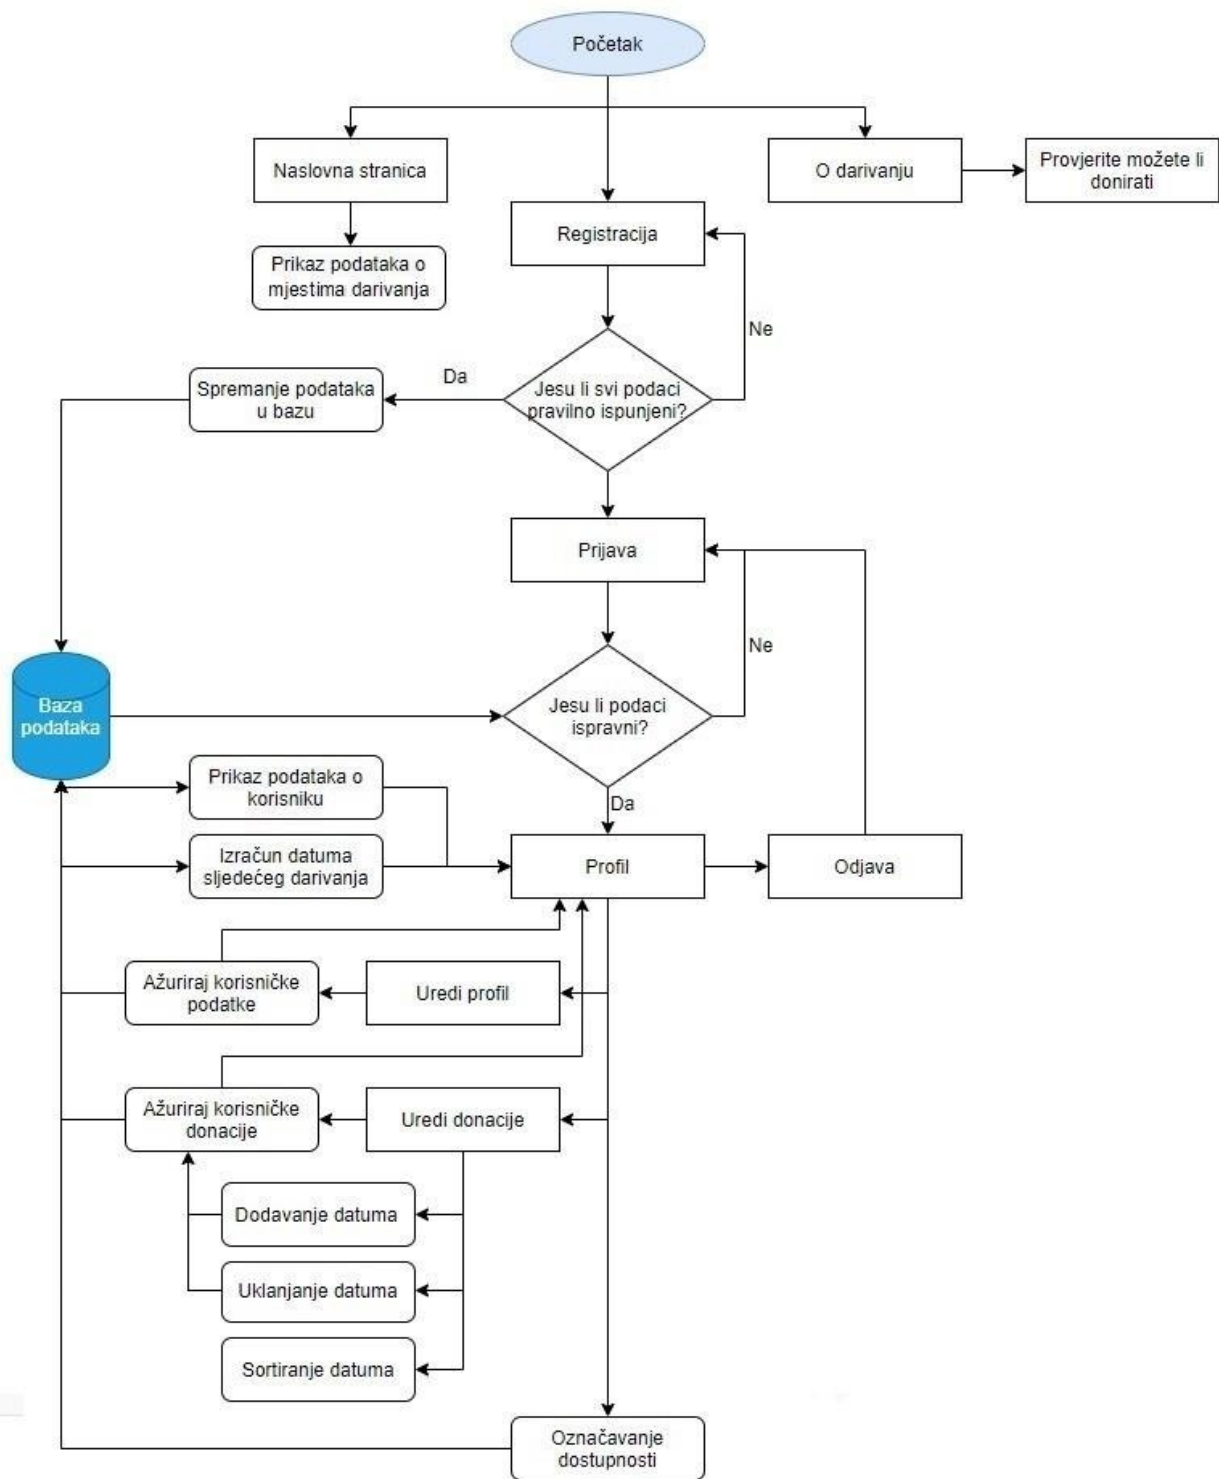 Početak
Naslovna stranica
O darivanju
Provjerite možete li
donirati
Registracija
Prikaz podataka o
mjestima darivanja
Ne
Da
Spremanje podataka
u bazu
Jesu li svi podaci
pravilno ispunjeni?
Prijava
Ne
Baza
podataka
Jesu li podaci
ispravni?
Prikaz podataka o
korisniku
Da
Izračun datuma
sljedećeg darivanja
Profil
Odjava
Ažuriraj korisničke
podatke
Uredi profil
Ažuriraj korisničke
donacije
Uredi donacije
Dodavanje datuma
Uklanjanje datuma
Sortiranje datuma
Označavanje
dostupnosti